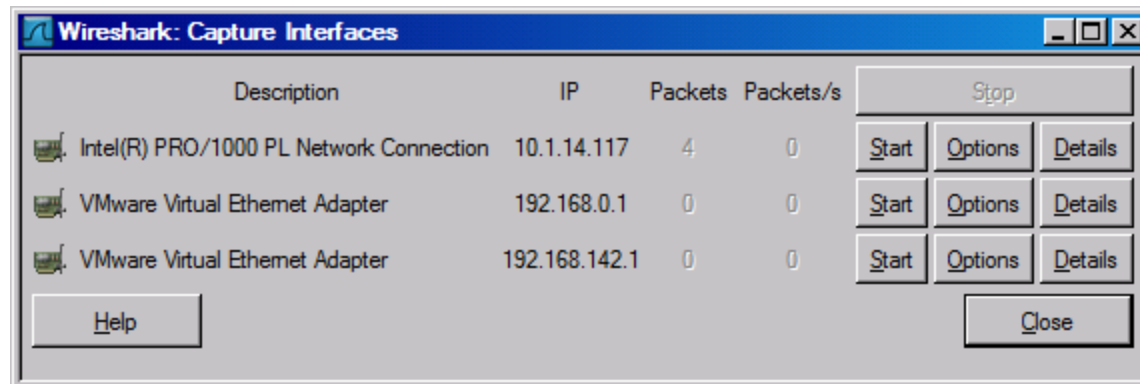 Wireshark: Capture Interfaces
Description IP Packets Packets/s Stop
Intel(R) PRO/1000 PL Network Connection 10.1.14.117 4 0 Start Options Details
VMware Virtual Ethernet Adapter 192.168.0.1 0 0 Start Options Details
VMware Virtual Ethernet Adapter 192.168.142.1 0 0 Start Options Details
Help Close